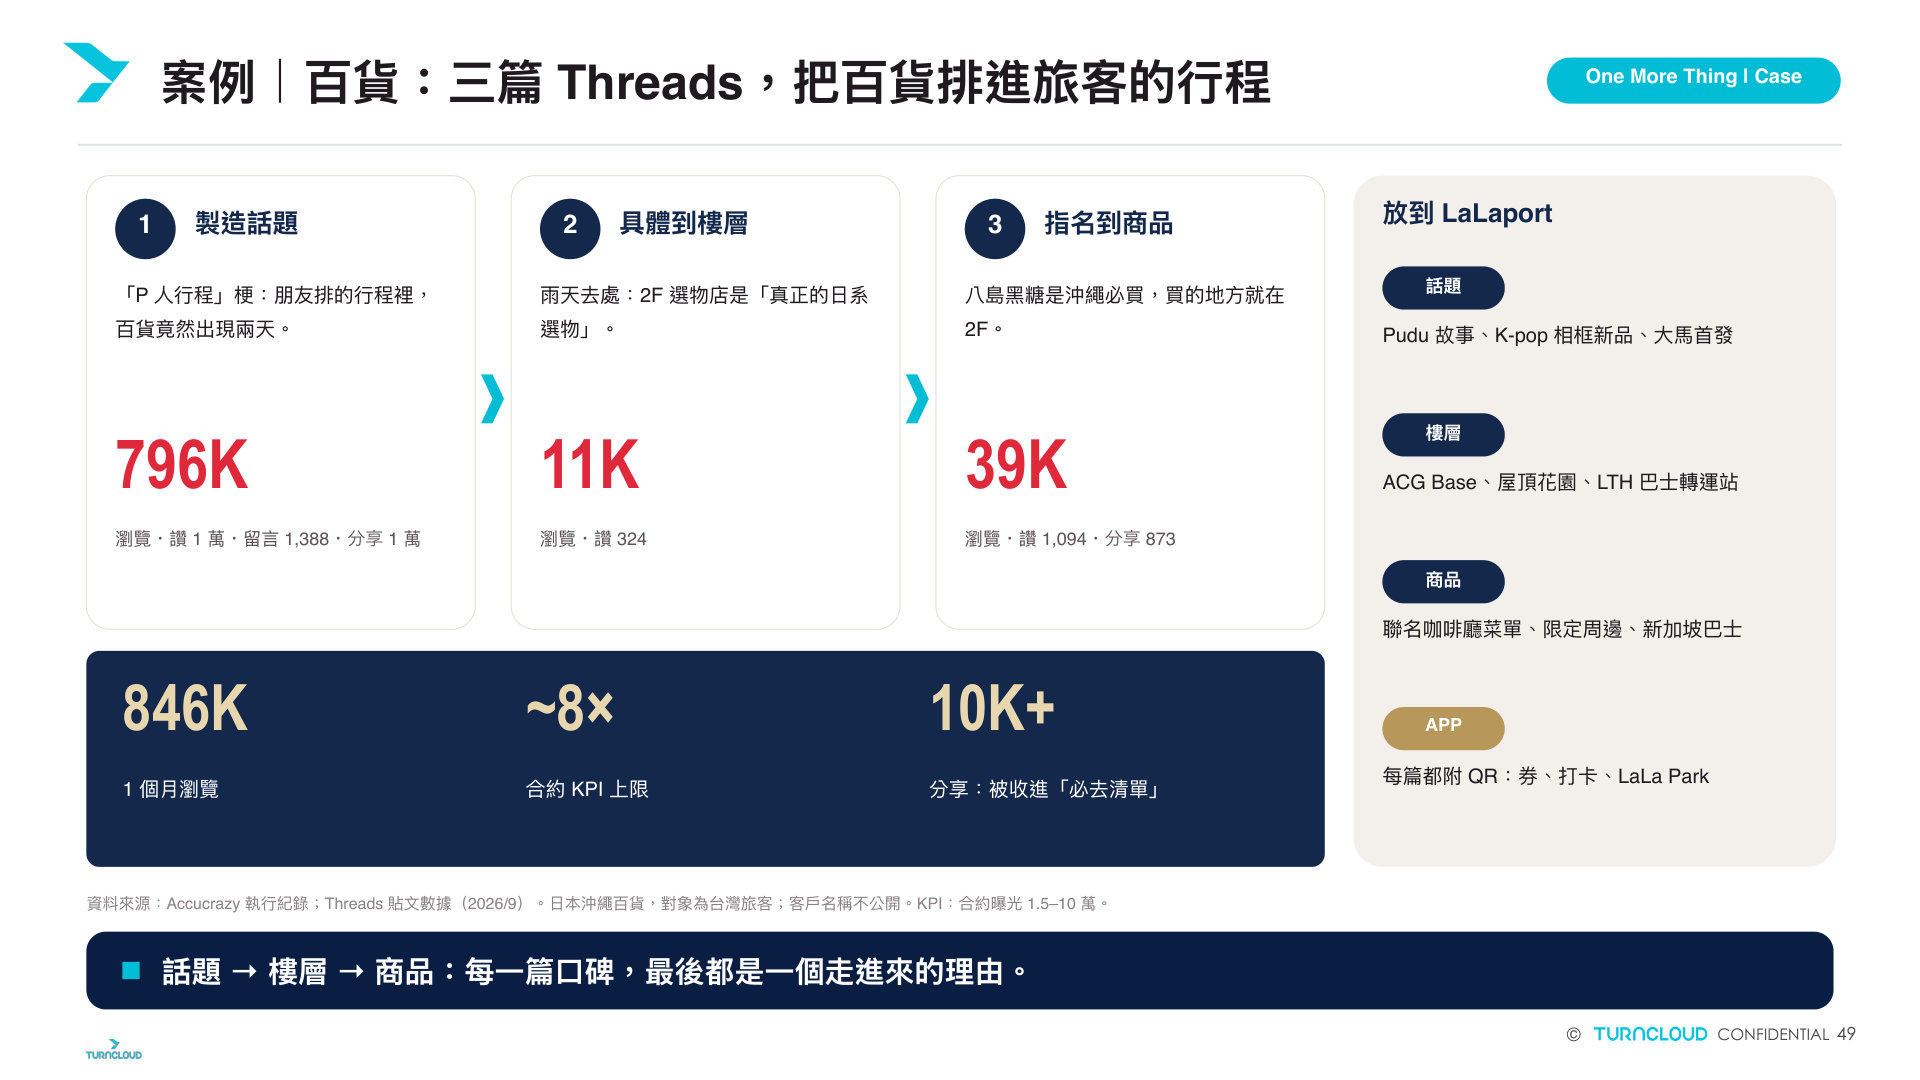 案例｜百貨：三篇 Threads，把百貨排進旅客的行程
One More Thing | Case
1
製造話題
「P 人行程」梗：朋友排的行程裡，
百貨竟然出現兩天。
796K
瀏覽・讚 1 萬・留言 1,388・分享 1 萬
2
具體到樓層
雨天去處：2F 選物店是「真正的日系
選物」。
11K
瀏覽・讚 324
3
指名到商品
八島黑糖是沖繩必買，買的地方就在
2F。
39K
瀏覽・讚 1,094・分享 873
放到 LaLaport
話題
Pudu 故事、K-pop 相框新品、大馬首發
樓層
ACG Base、屋頂花園、LTH 巴士轉運站
商品
聯名咖啡廳菜單、限定周邊、新加坡巴士
APP
每篇都附 QR：券、打卡、LaLa Park
846K
1 個月瀏覽
~8×
合約 KPI 上限
10K+
分享：被收進「必去清單」
資料來源：Accucrazy 執行紀錄；Threads 貼文數據（2026/9）。日本沖繩百貨，對象為台灣旅客；客戶名稱不公開。KPI：合約曝光 1.5–10 萬。
話題 → 樓層 → 商品：每一篇口碑，最後都是一個走進來的理由。
TURNCLOUD
© TURNCLOUD CONFIDENTIAL 49